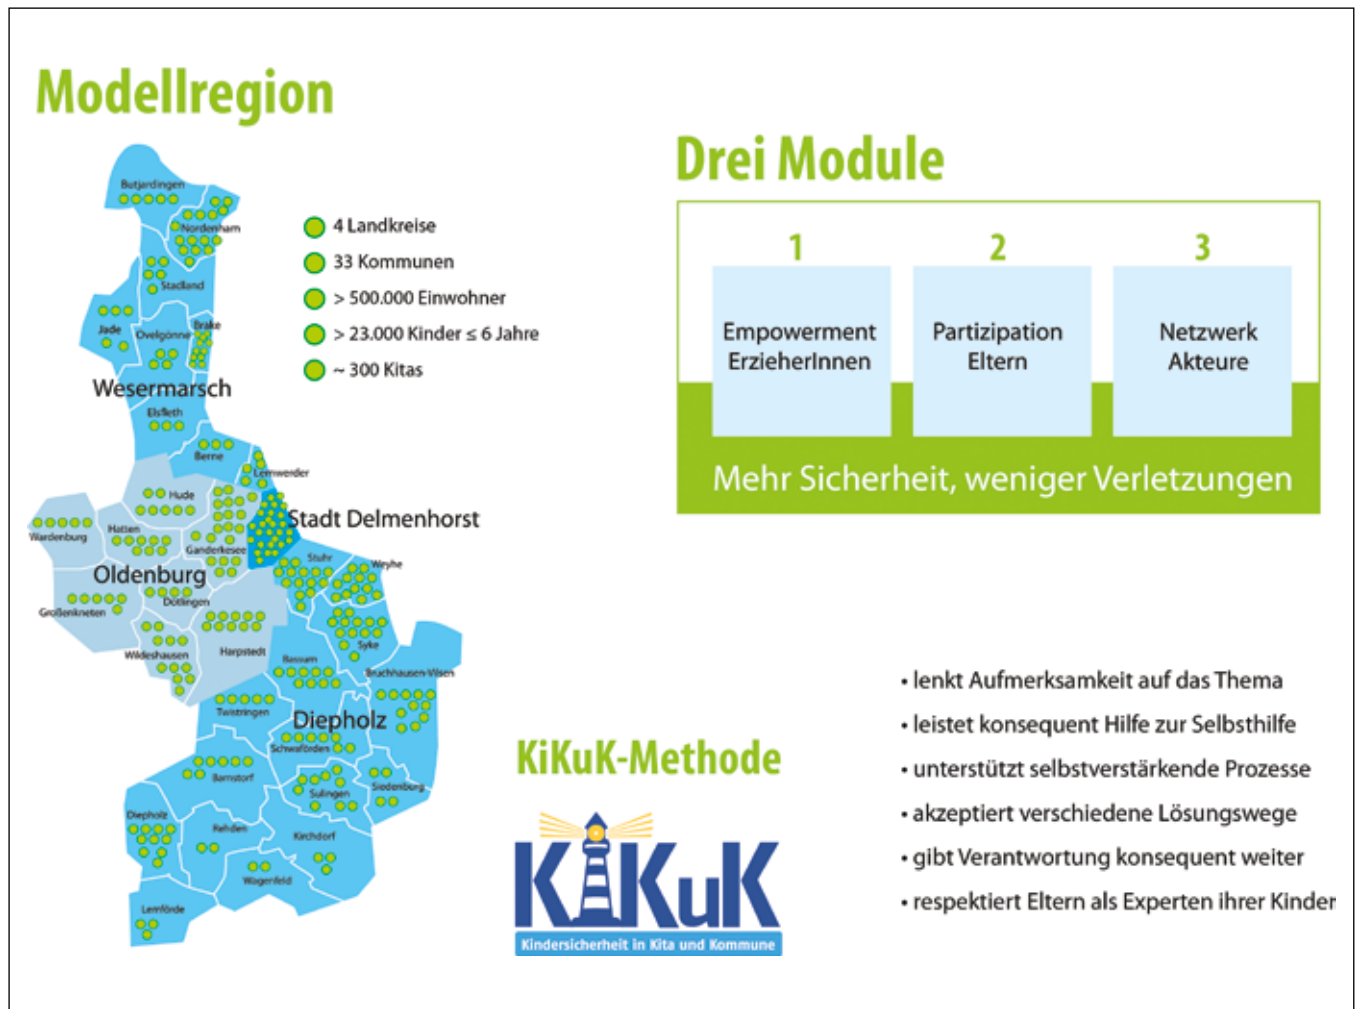 Modellregion
Butjardingen
Nordenham
Stadland
Jade
Ovelgönne
Brake
Wesermarsch
Elsfleth
Berne
Lemwerder
Hude
Stadt Delmenhorst
Wardenburg
Hatten
Ganderkesee
Oldenburg
Stuhr
Weyhe
Großenkneten
Dötlingen
Wildeshausen
Harpstedt
Syke
Bassum
Bruchhausen-Vilsen
Twistringen
Diepholz
Schwaförden
Barnstorf
Sulingen
Siedenburg
Diepholz
Rehden
Kirchdorf
Wagenfeld
Lemförde
4 Landkreise
33 Kommunen
> 500.000 Einwohner
> 23.000 Kinder ≤ 6 Jahre
~ 300 Kitas
Drei Module
1
Empowerment
ErzieherInnen
2
Partizipation
Eltern
3
Netzwerk
Akteure
Mehr Sicherheit, weniger Verletzungen
KiKuK-Methode
KiKuK
Kindersicherheit in Kita und Kommune
• lenkt Aufmerksamkeit auf das Thema
• leistet konsequent Hilfe zur Selbsthilfe
• unterstützt selbstverstärkende Prozesse
• akzeptiert verschiedene Lösungswege
• gibt Verantwortung konsequent weiter
• respektiert Eltern als Experten ihrer Kinder